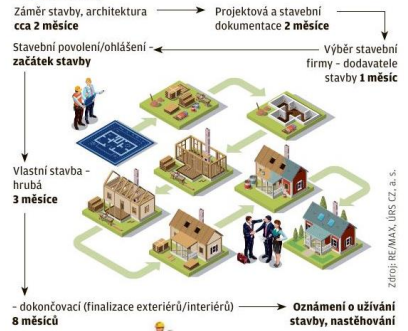 Záměr stavby, architektura
cca 2 měsíce
Projektová a stavební
dokumentace 2 měsíce
Výběr stavební
firmy – dodavatele
stavby 1 měsíc
Stavební povolení/ohlášení –
začátek stavby
Vlastní stavba –
hrubá
3 měsíce
- dokončovací (finalizace exteriérů/interiérů)
8 měsíců
Oznámení o užívání
stavby, nastěhování
Zdroj: RE/MAX, ÚRS CZ, a. s.